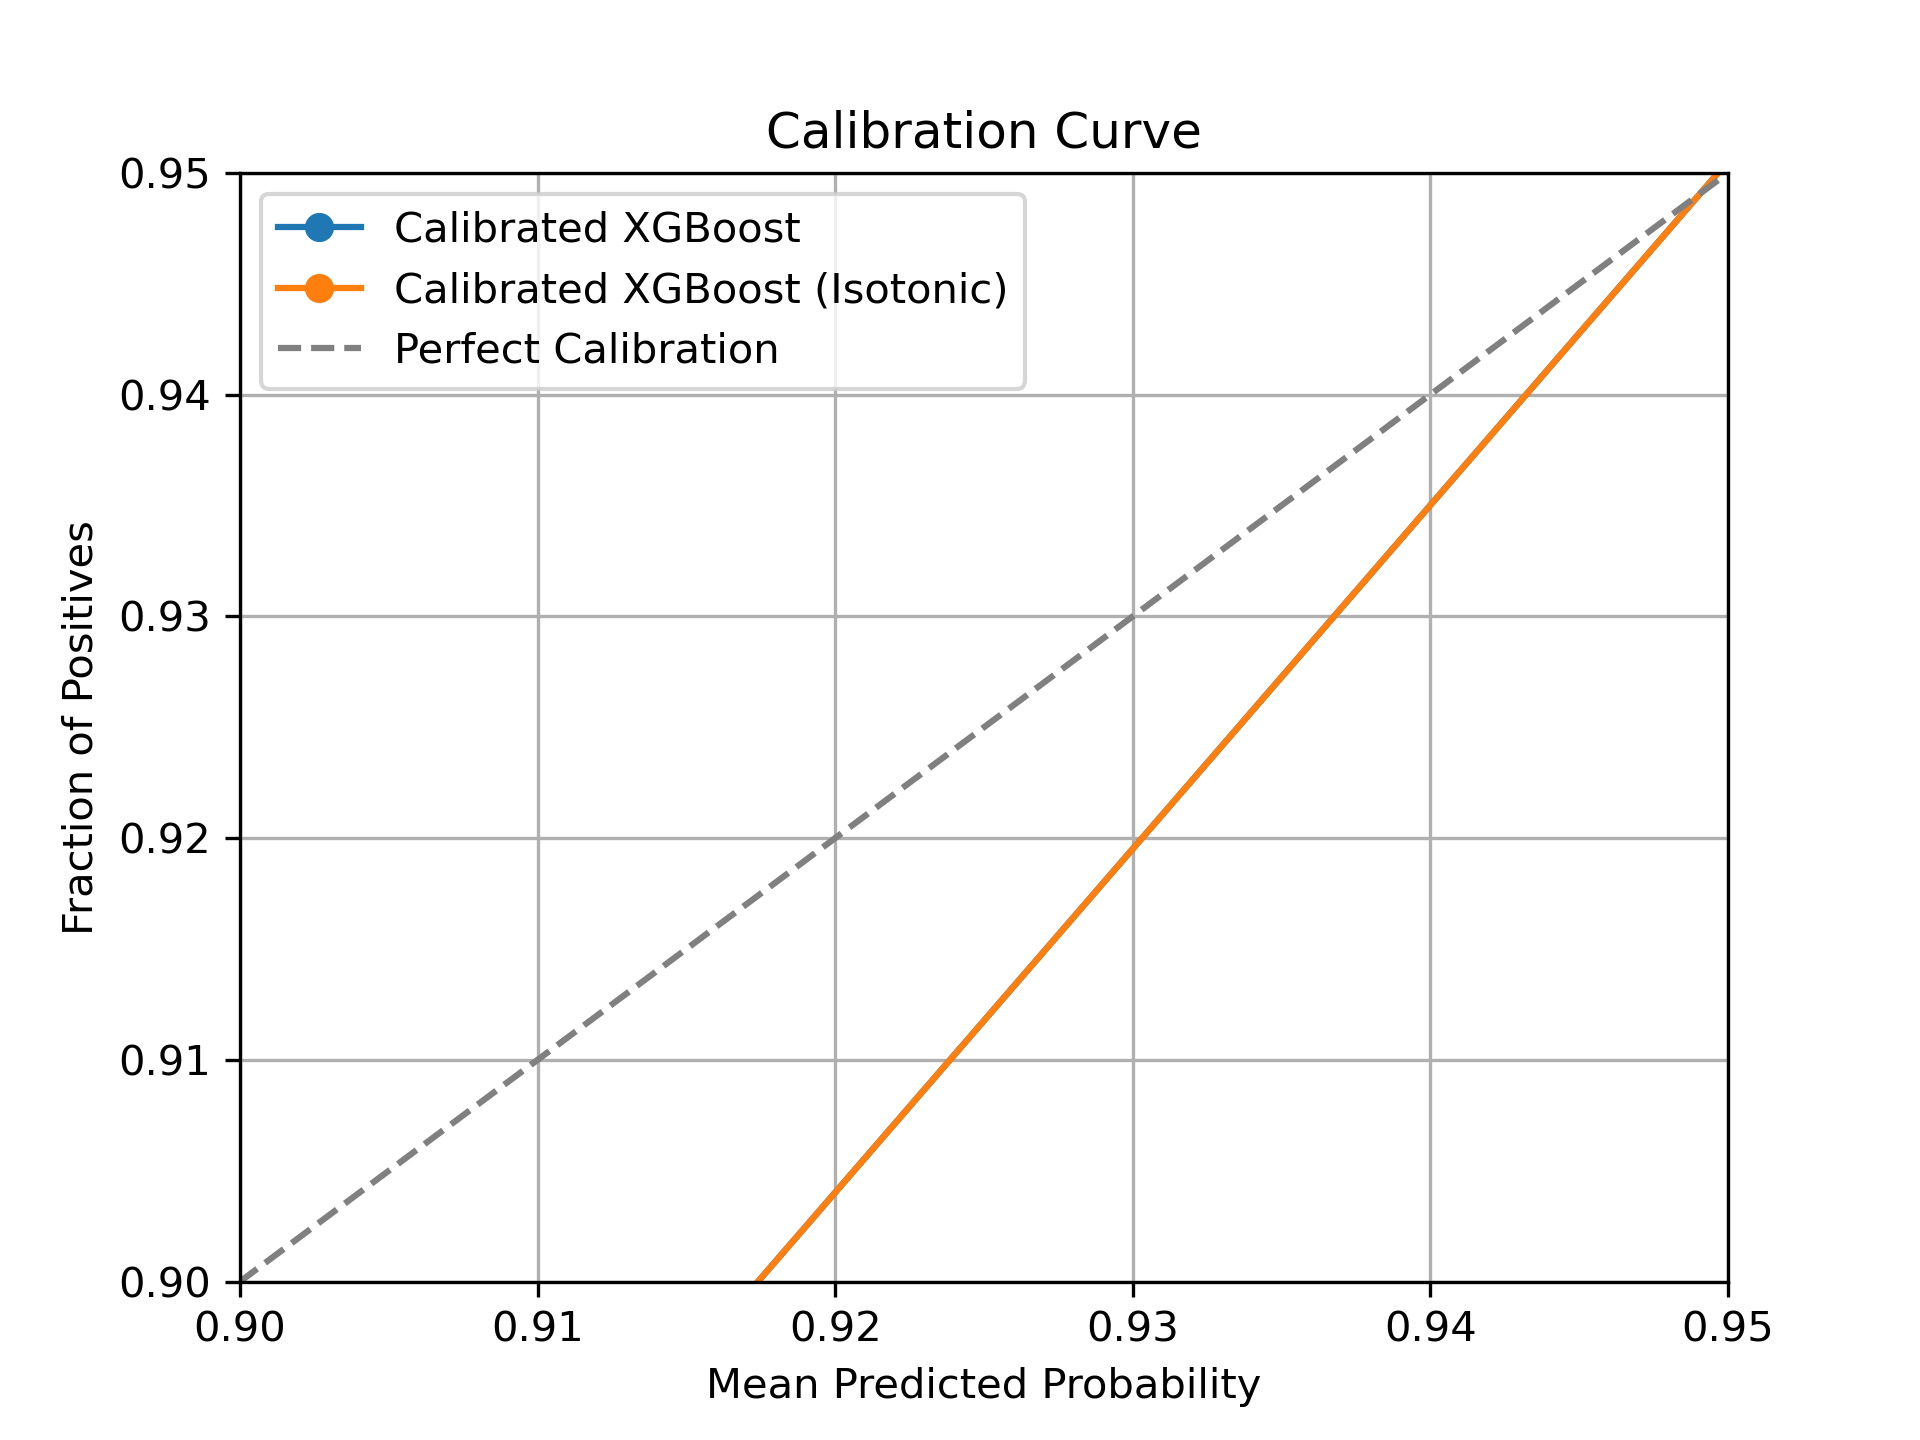 Calibration Curve
Calibrated XGBoost
Calibrated XGBoost (Isotonic)
Perfect Calibration
0.95
0.94
0.93
0.92
0.91
0.90
Fraction of Positives
0.90 0.91 0.92 0.93 0.94 0.95
Mean Predicted Probability